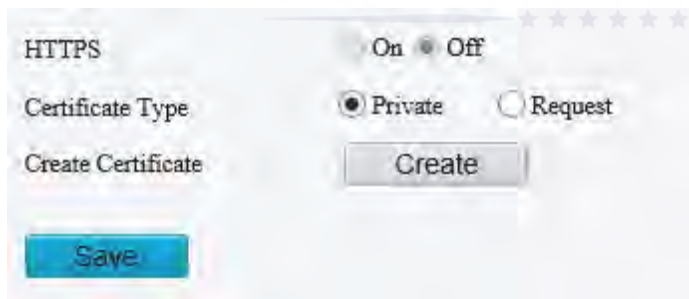 HTTPS On Off
Certificate Type Private Request
Create Certificate Create
Save